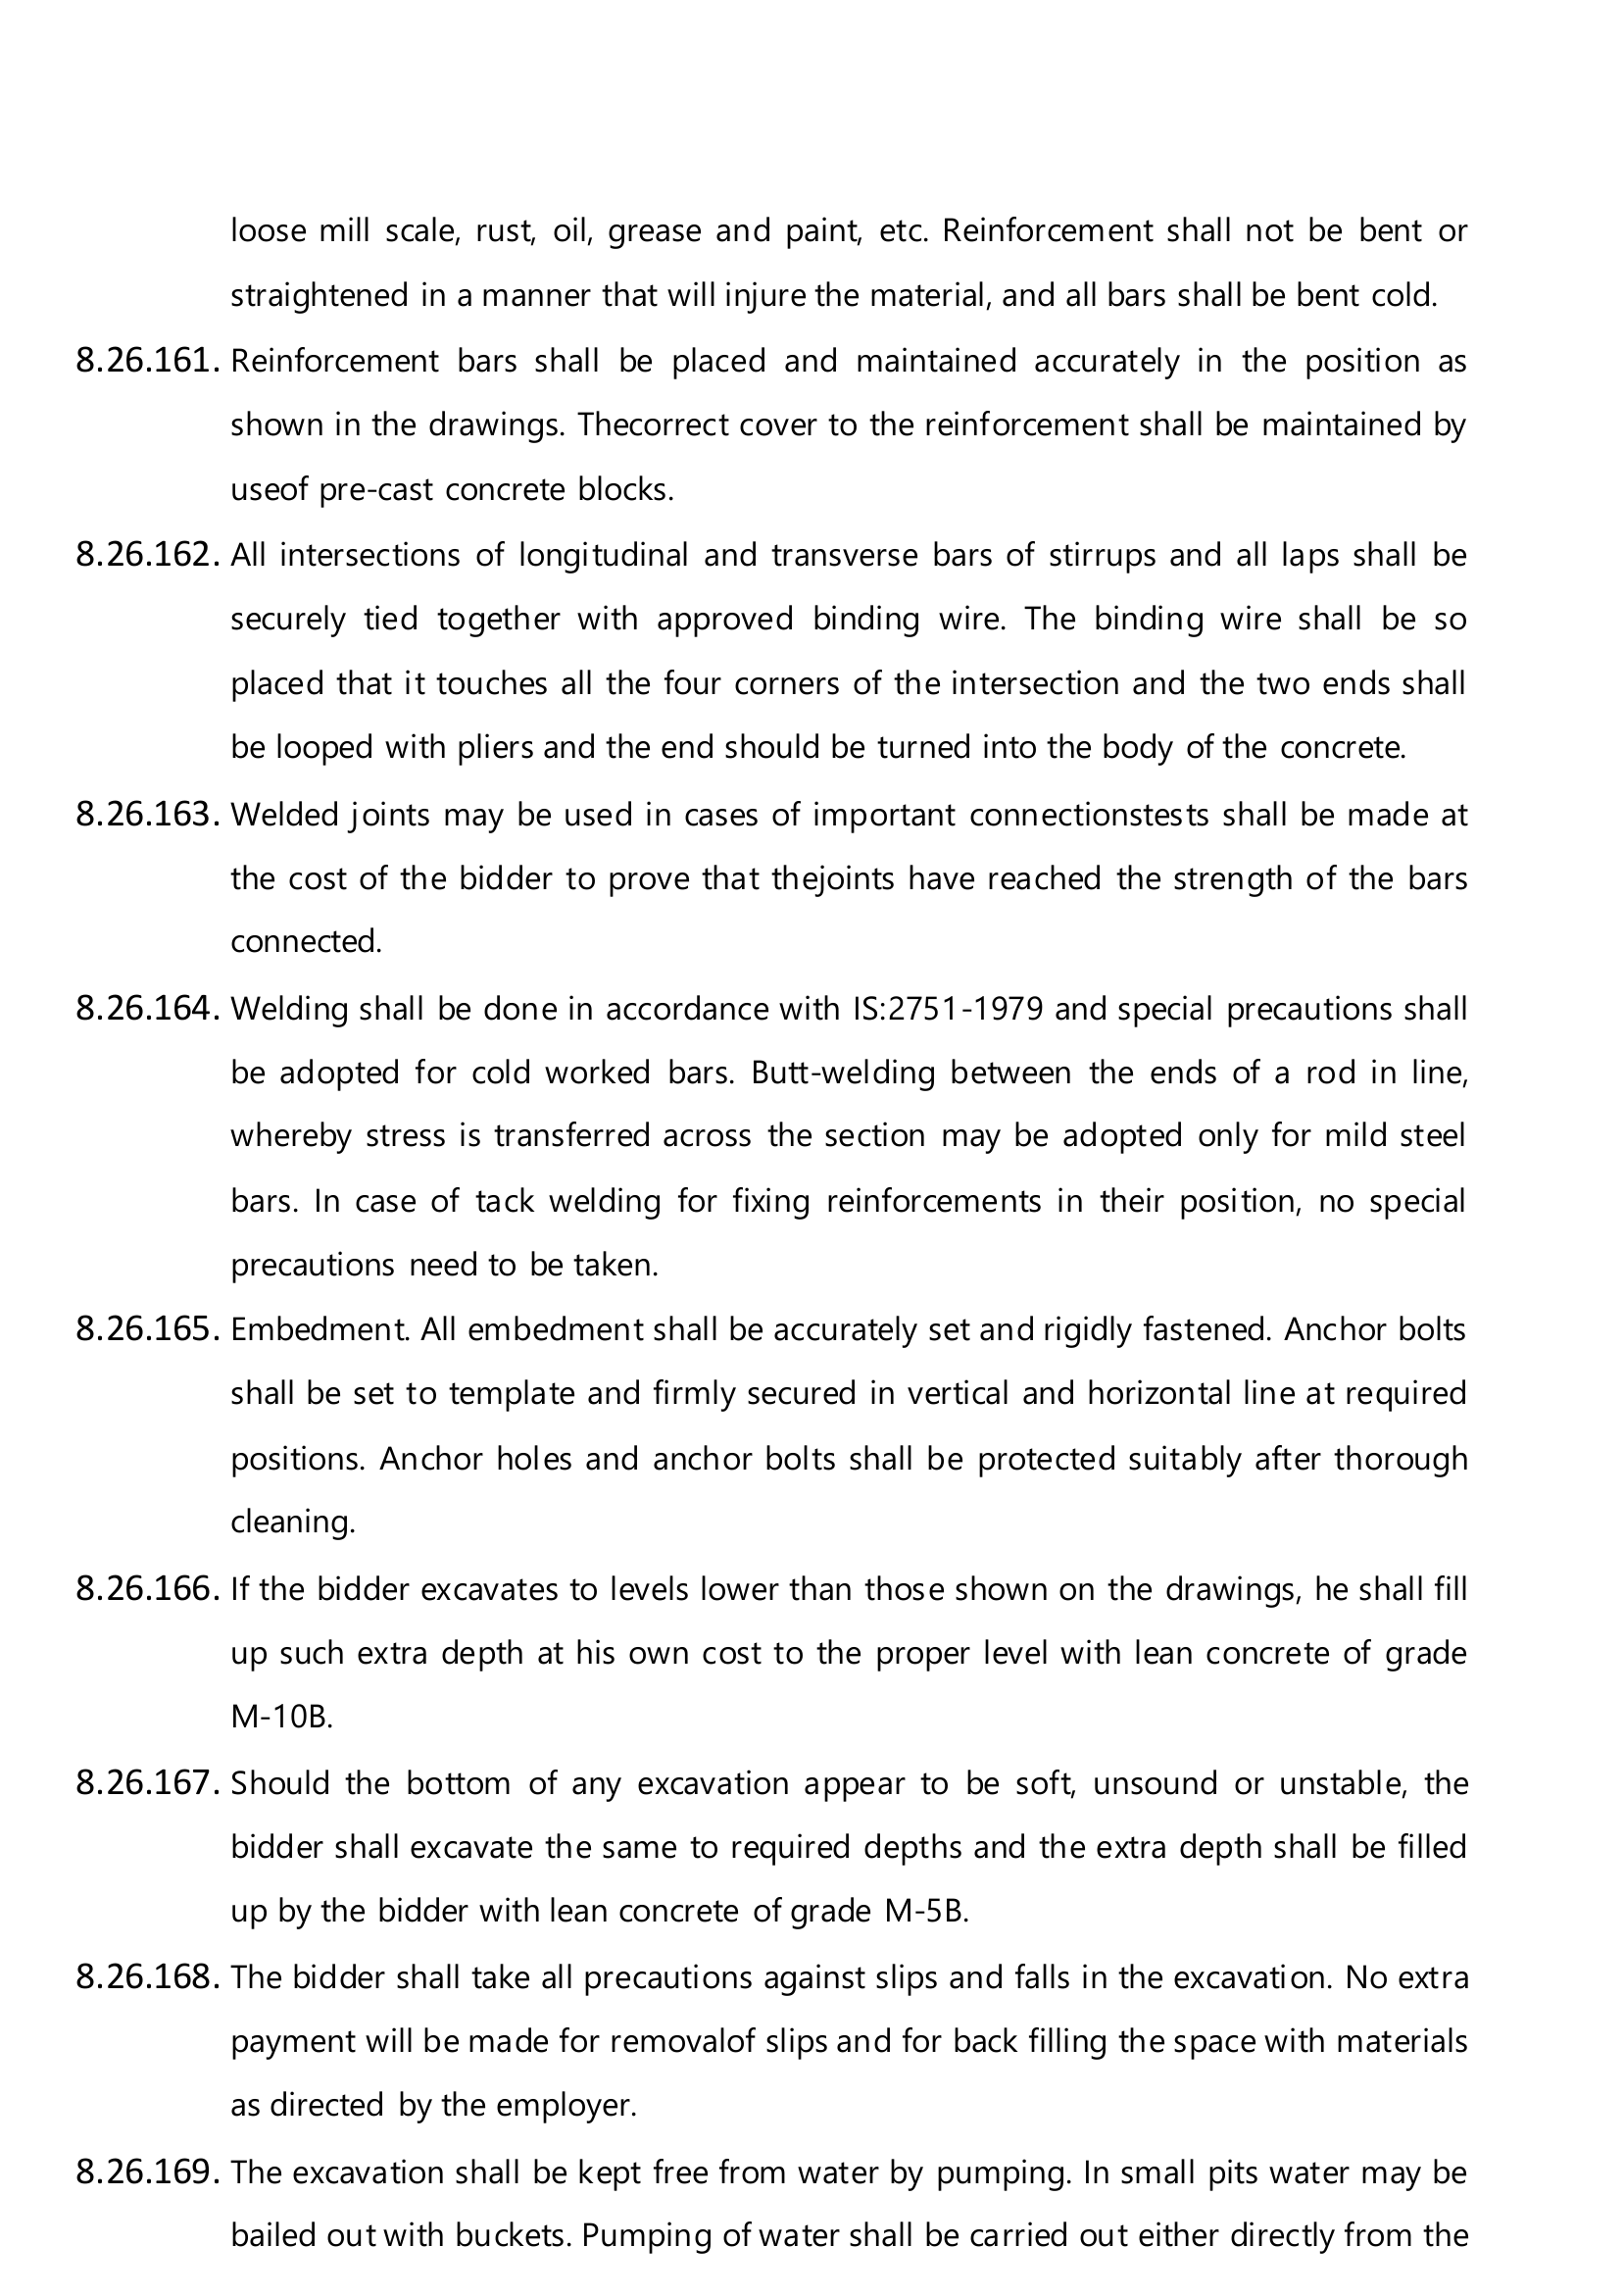 loose mill scale, rust, oil, grease and paint, etc. Reinforcement shall not be bent or
straightened in a manner that will injure the material, and all bars shall be bent cold.
8.26.161. Reinforcement bars shall be placed and maintained accurately in the position as
shown in the drawings. Thecorrect cover to the reinforcement shall be maintained by
useof pre-cast concrete blocks.
8.26.162. All intersections of longitudinal and transverse bars of stirrups and all laps shall be
securely tied together with approved binding wire. The binding wire shall be so
placed that it touches all the four corners of the intersection and the two ends shall
be looped with pliers and the end should be turned into the body of the concrete.
8.26.163. Welded joints may be used in cases of important connectionstests shall be made at
the cost of the bidder to prove that thejoints have reached the strength of the bars
connected.
8.26.164. Welding shall be done in accordance with IS:2751-1979 and special precautions shall
be adopted for cold worked bars. Butt-welding between the ends of a rod in line,
whereby stress is transferred across the section may be adopted only for mild steel
bars. In case of tack welding for fixing reinforcements in their position, no special
precautions need to be taken.
8.26.165. Embedment. All embedment shall be accurately set and rigidly fastened. Anchor bolts
shall be set to template and firmly secured in vertical and horizontal line at required
positions. Anchor holes and anchor bolts shall be protected suitably after thorough
cleaning.
8.26.166. If the bidder excavates to levels lower than those shown on the drawings, he shall fill
up such extra depth at his own cost to the proper level with lean concrete of grade
M-10B.
8.26.167. Should the bottom of any excavation appear to be soft, unsound or unstable, the
bidder shall excavate the same to required depths and the extra depth shall be filled
up by the bidder with lean concrete of grade M-5B.
8.26.168. The bidder shall take all precautions against slips and falls in the excavation. No extra
payment will be made for removalof slips and for back filling the space with materials
as directed by the employer.
8.26.169. The excavation shall be kept free from water by pumping. In small pits water may be
bailed out with buckets. Pumping of water shall be carried out either directly from the